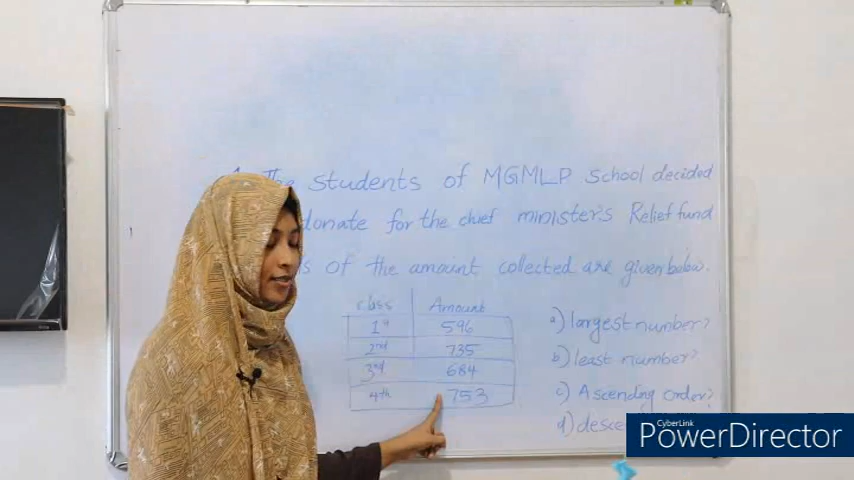 The students of MGMLP School decided
donate for the chief minister's Relief fund
of the amount collected are given below.
class Amount
1st 596
2nd 735
3rd 684
4th 753
a) largest number?
b) least number?
c) Ascending order?
d)
CyberLink
PowerDirector